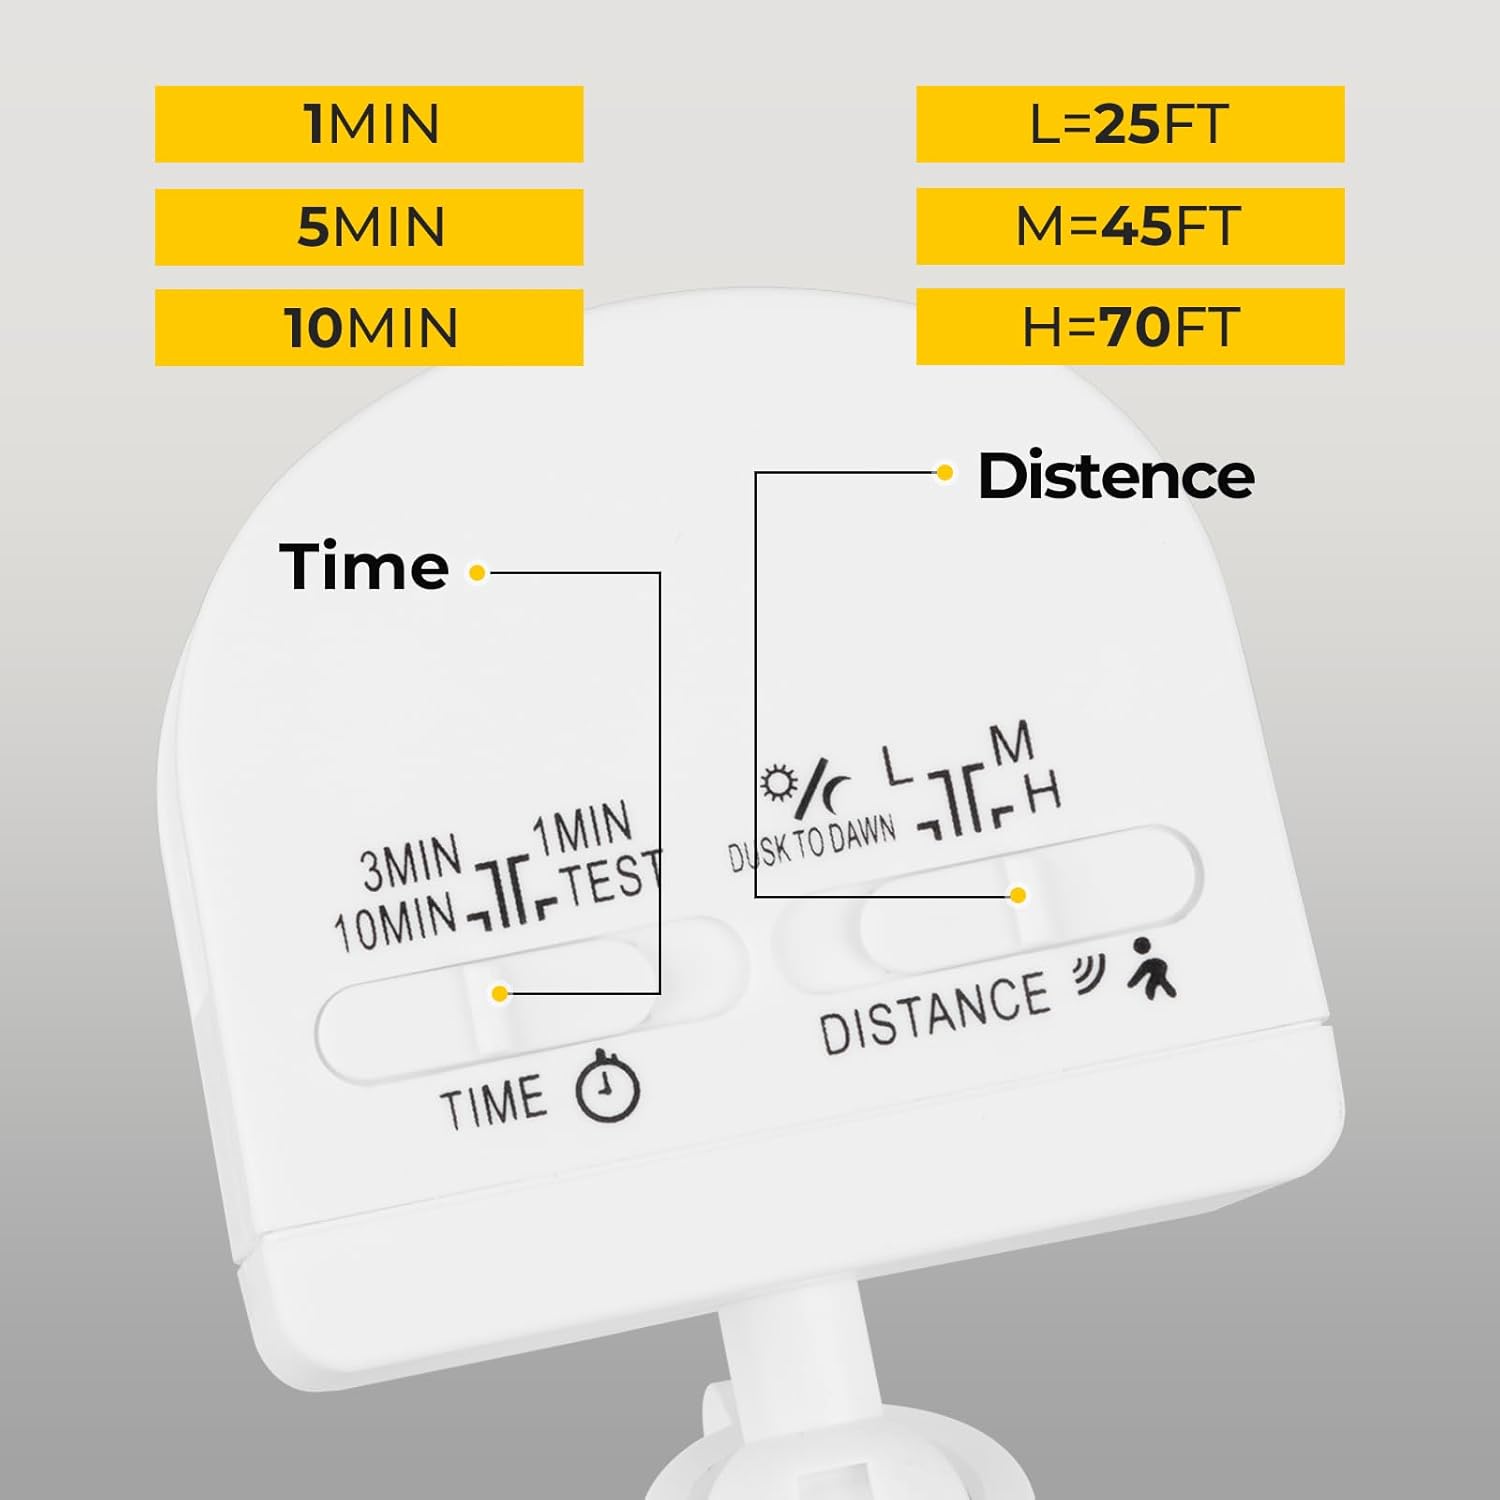 1MIN
5MIN
10MIN
L=25FT
M=45FT
H=70FT
Distence
Time
3MIN 1MIN
10MIN TEST
TIME
L M
H
DUSK TO DAWN
DISTANCE